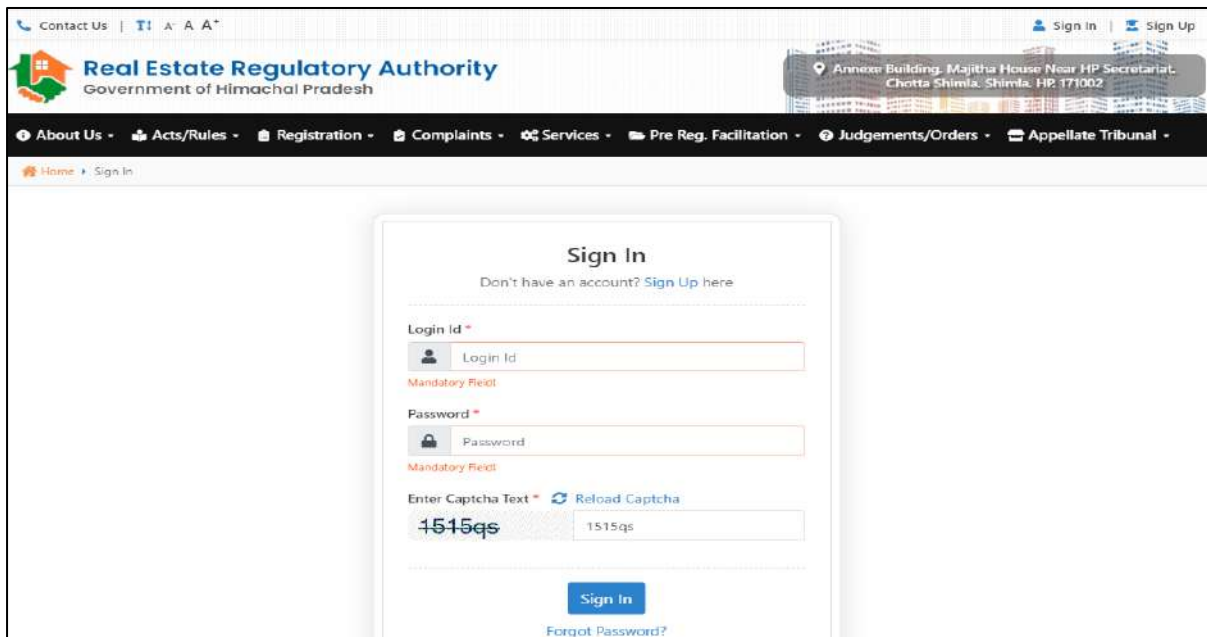 Contact Us | T A- A A+ Sign In | Sign Up
Real Estate Regulatory Authority
Government of Himachal Pradesh
Annexe Building, Majitha House Near HP Secretariat,
Chotta Shimla, Shimla, HP, 171002
About Us Acts/Rules Registration Complaints Services Pre Reg. Facilitation Judgements/Orders Appellate Tribunal
Home Sign In
Sign In
Don't have an account? Sign Up here
Login Id *
Login Id
Mandatory Field!
Password *
Password
Mandatory Field!
Enter Captcha Text * Reload Captcha
1515qs 1515qs
Sign In
Forgot Password?